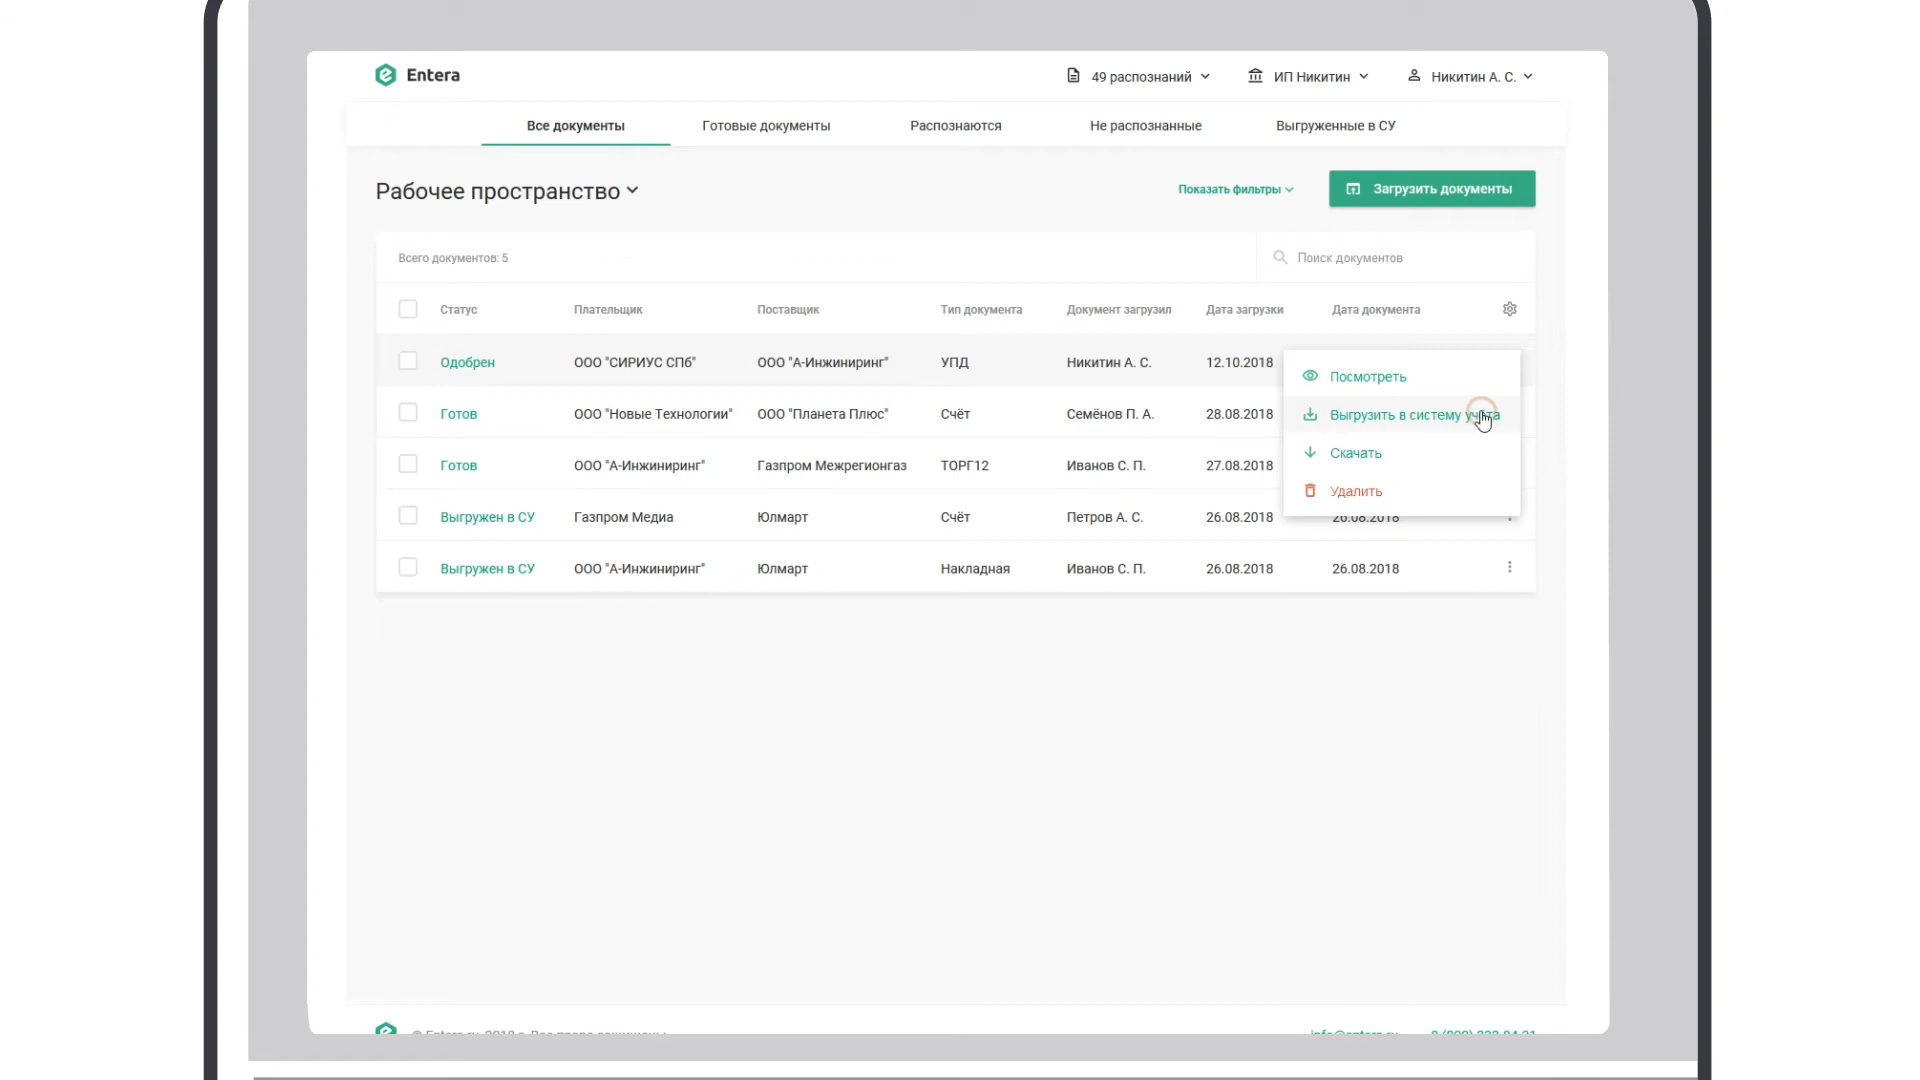 Entera
49 распознаний
ИП Никитин
Никитин А. С.
Все документы
Готовые документы
Распознаются
Не распознанные
Выгруженные в СУ
Рабочее пространство
Показать фильтры
Загрузить документы
Всего документов: 5
Поиск документов
Статус Плательщик Поставщик Тип документа Документ загрузил Дата загрузки Дата документа
Одобрен ООО "СИРИУС СПб" ООО "А-Инжиниринг" УПД Никитин А. С. 12.10.2018
Готов ООО "Новые Технологии" ООО "Планета Плюс" Счёт Семёнов П. А. 28.08.2018
Готов ООО "А-Инжиниринг" Газпром Межрегионгаз ТОРГ12 Иванов С. П. 27.08.2018
Выгружен в СУ Газпром Медиа Юлмарт Счёт Петров А. С. 26.08.2018 26.08.2018
Выгружен в СУ ООО "А-Инжиниринг" Юлмарт Накладная Иванов С. П. 26.08.2018 26.08.2018
Посмотреть
Выгрузить в систему учёта
Скачать
Удалить